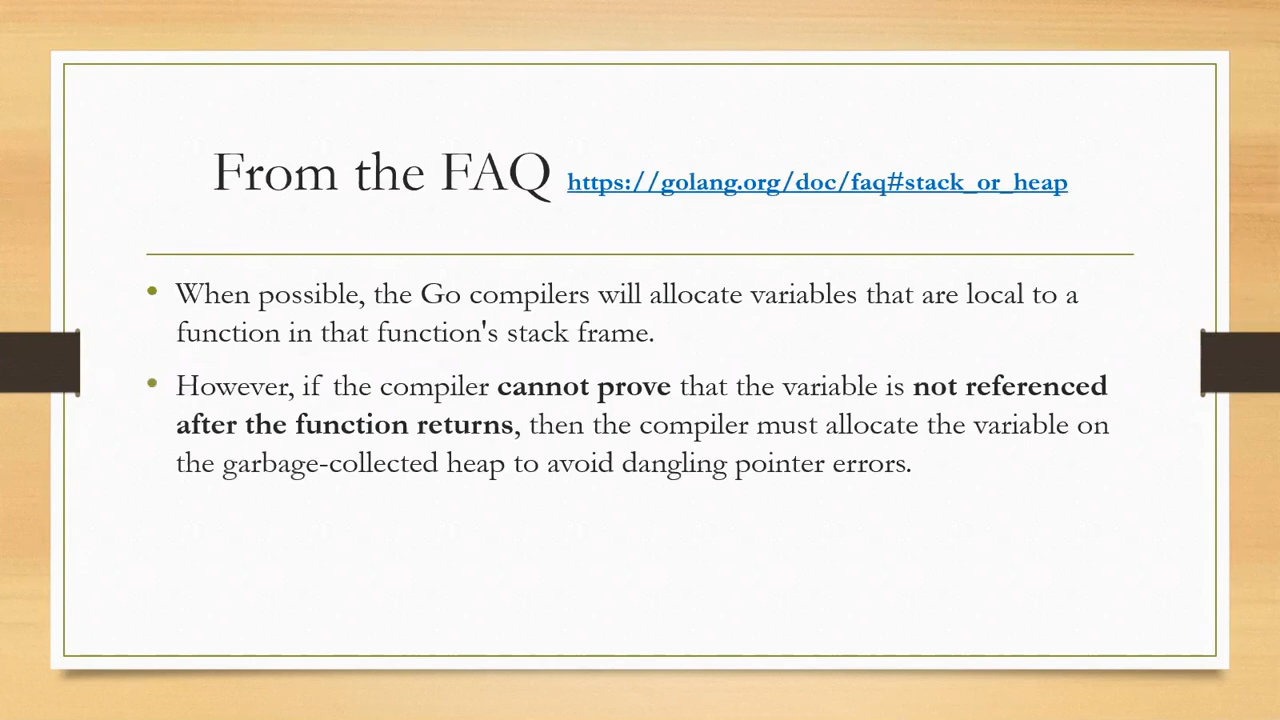 From the FAQ https://golang.org/doc/faq#stack_or_heap
• When possible, the Go compilers will allocate variables that are local to a
function in that function's stack frame.
• However, if the compiler cannot prove that the variable is not referenced
after the function returns, then the compiler must allocate the variable on
the garbage-collected heap to avoid dangling pointer errors.